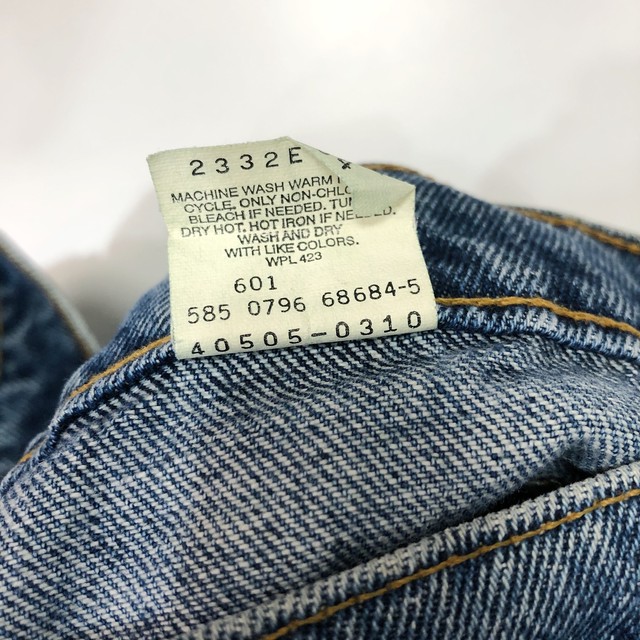 2332E
MACHINE WASH WARM
CYCLE. ONLY NON-CHLO
BLEACH IF NEEDED. TU
DRY HOT. HOT IRON IF NEEDED.
WASH AND DRY
WITH LIKE COLORS.
WPL 423
601
585 0796 68684-5
40505-0310